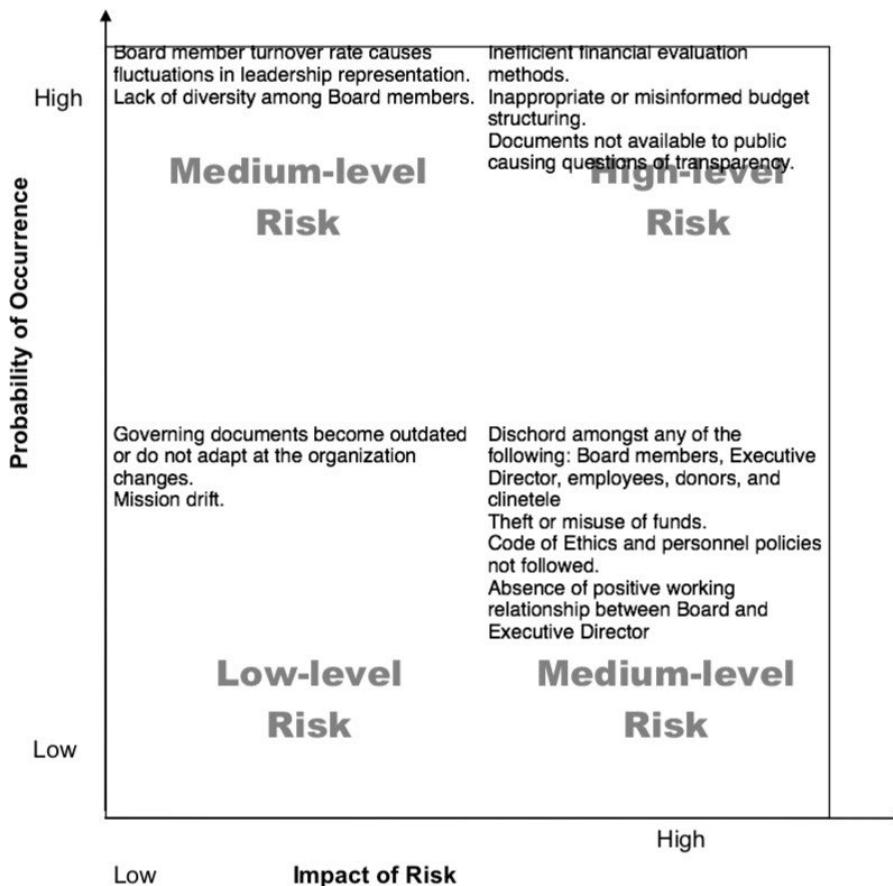 Board member turnover rate causes
fluctuations in leadership representation.
Lack of diversity among Board members.
Inefficient financial evaluation
methods.
Inappropriate or misinformed budget
structuring.
Documents not available to public
causing questions of transparency.
High
Medium-level
Risk
High-level
Risk
Probability of Occurrence
Governing documents become outdated
or do not adapt at the organization
changes.
Mission drift.
Dischord amongst any of the
following: Board members, Executive
Director, employees, donors, and
clinetele
Theft or misuse of funds.
Code of Ethics and personnel policies
not followed.
Absence of positive working
relationship between Board and
Executive Director
Low-level
Risk
Medium-level
Risk
Low
High
Low
Impact of Risk